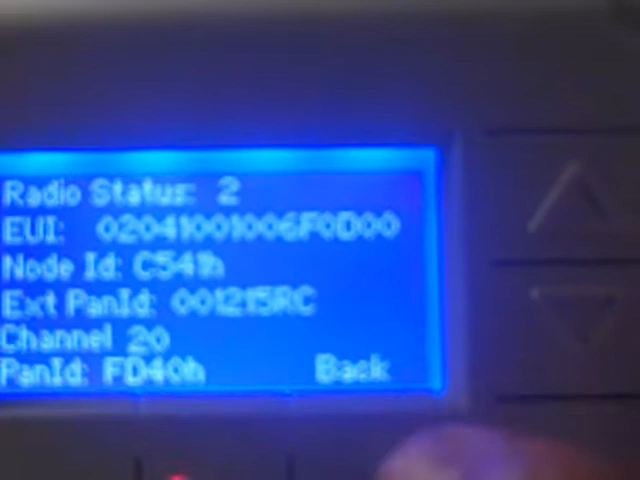 Radio Status: 2
EUI: 02041001006F0D00
Node Id: C541h
Ext PanId: 001215RC
Channel 20
PanId: FD40h Back